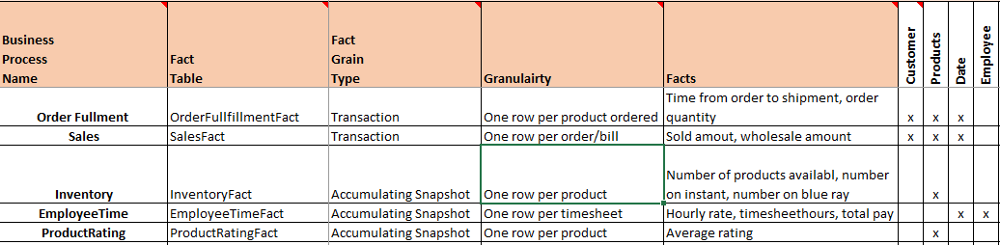 Business Process Name Fact Table Fact Grain Type Granulairty Facts Customer Products Date Employee
Order Fullment OrderFullfillmentFact Transaction One row per product ordered Time from order to shipment, order quantity x x x
Sales SalesFact Transaction One row per order/bill Sold amout, wholesale amount x x x
Inventory InventoryFact Accumulating Snapshot One row per product Number of products availabl, number on instant, number on blue ray x
EmployeeTime EmployeeTimeFact Accumulating Snapshot One row per timesheet Hourly rate, timesheethours, total pay x x
ProductRating ProductRatingFact Accumulating Snapshot One row per product Average rating x